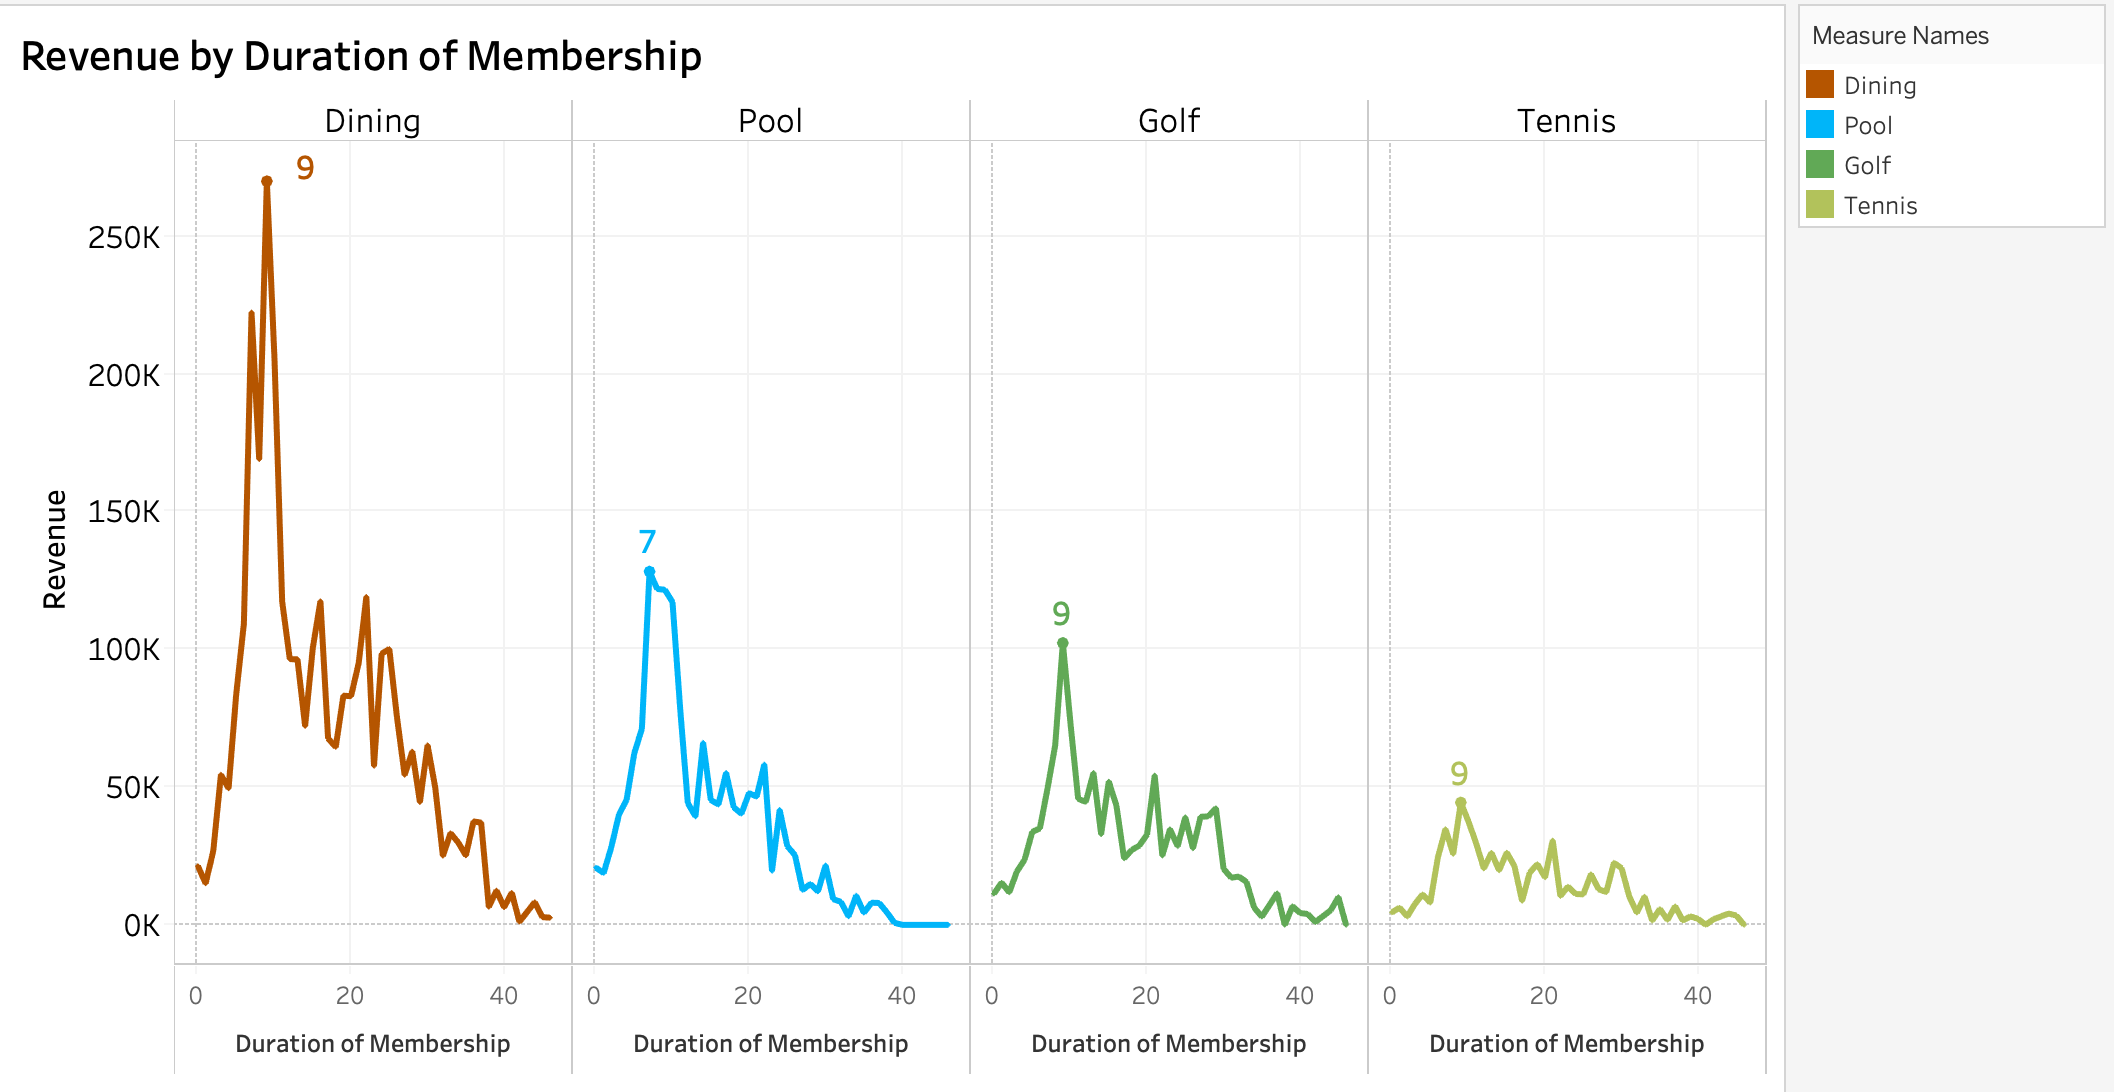 Revenue by Duration of Membership
Measure Names
Dining
Pool
Golf
Tennis
Dining Pool Golf Tennis
9
250K
200K
150K
7
9
100K
9
50K
0K
Revenue
0 20 40 0 20 40 0 20 40 0 20 40
Duration of Membership Duration of Membership Duration of Membership Duration of Membership